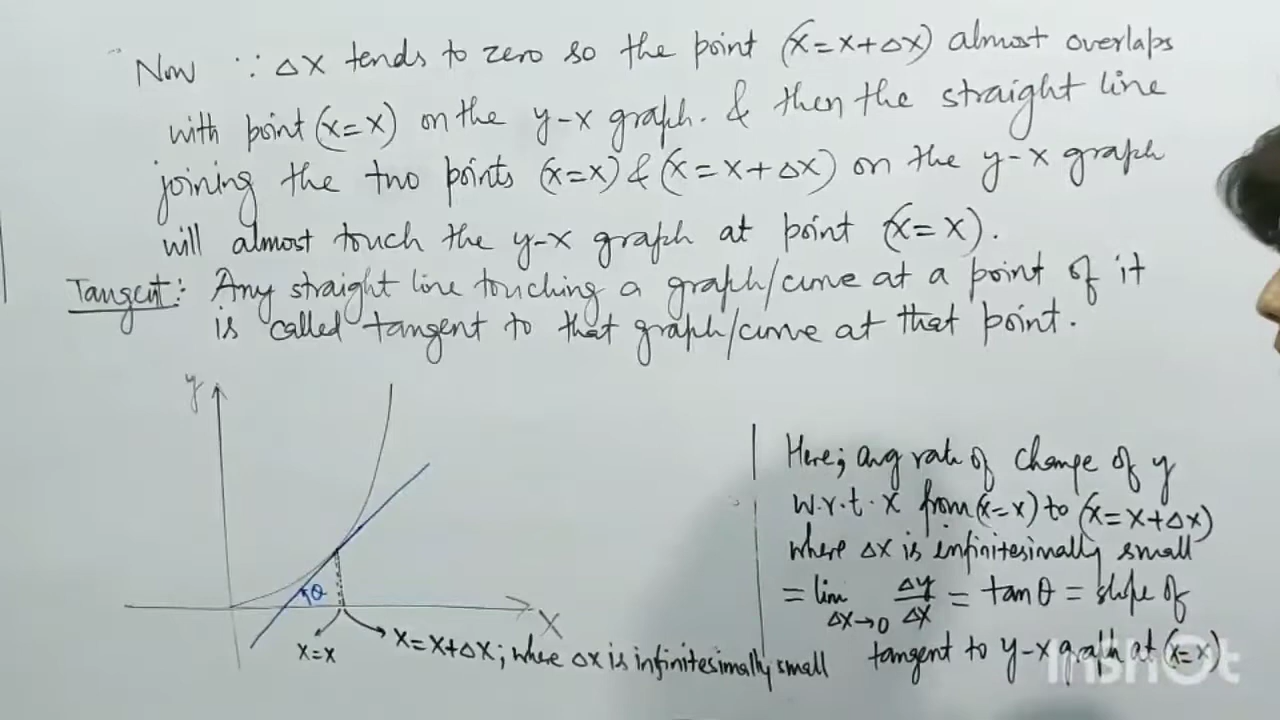 Now ∵ Δx tends to zero so the point (x=x+Δx) almost overlaps
with point (x=x) on the y-x graph. & then the straight line
joining the two points (x=x) & (x=x+Δx) on the y-x graph
will almost touch the y-x graph at point (x=x).
Tangent: Any straight line touching a graph/curve at a point of it
is called tangent to that graph/curve at that point.
y
θ
X
x=x
x=x+Δx; where Δx is infinitesimally small
Here; avg rate of change of y
w.r.t. x from (x=x) to (x=x+Δx)
where Δx is infinitesimally small
= lim Δx→0 Δy/Δx = tan θ = slope of
tangent to y-x graph at (x=x)
InShOt